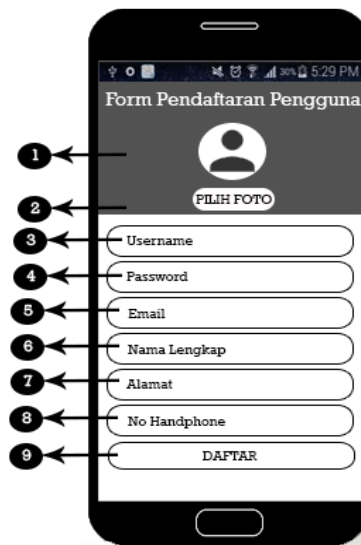 30% 5:29 PM
Form Pendaftaran Pengguna
1
2
PILIH FOTO
3 Username
4 Password
5 Email
6 Nama Lengkap
7 Alamat
8 No Handphone
9 DAFTAR